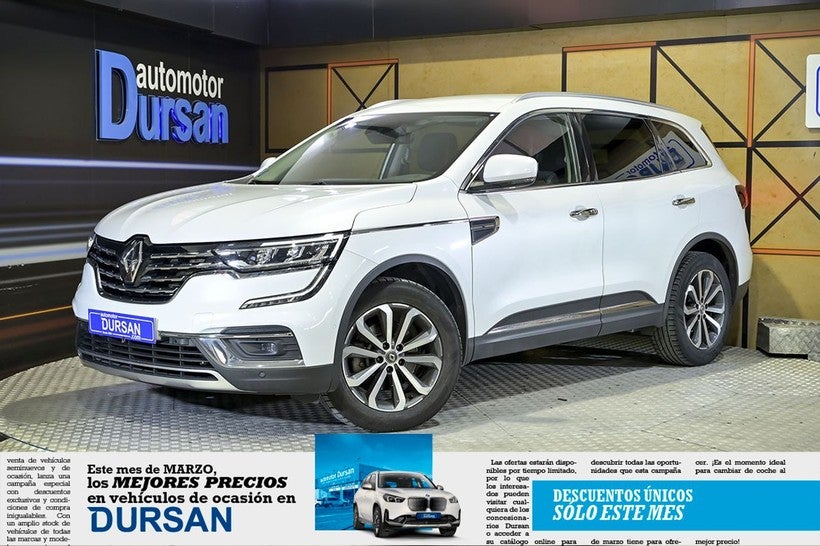 automotor
Dursan
automotor
DURSAN
.com
venta de vehículos
seminuevos y de
ocasión, lanza una
campaña especial
con descuentos
exclusivos y condi-
ciones de compra
inigualables. Con
un amplio stock de
vehículos de todas
las marcas y mode-
Este mes de MARZO,
los MEJORES PRECIOS
en vehículos de ocasión en
DURSAN
automotor Dursan
Las ofertas estarán dispo-
nibles por tiempo limitado,
por lo que
los interesa-
dos pueden
visitar cual-
quiera de los
concesiona-
rios Dursan
o acceder a
su catálogo online para
descubrir todas las oportu-
nidades que esta campaña
de marzo tiene para ofre-
cer. ¡Es el momento ideal
para cambiar de coche al
mejor precio!
DESCUENTOS ÚNICOS
SÓLO ESTE MES